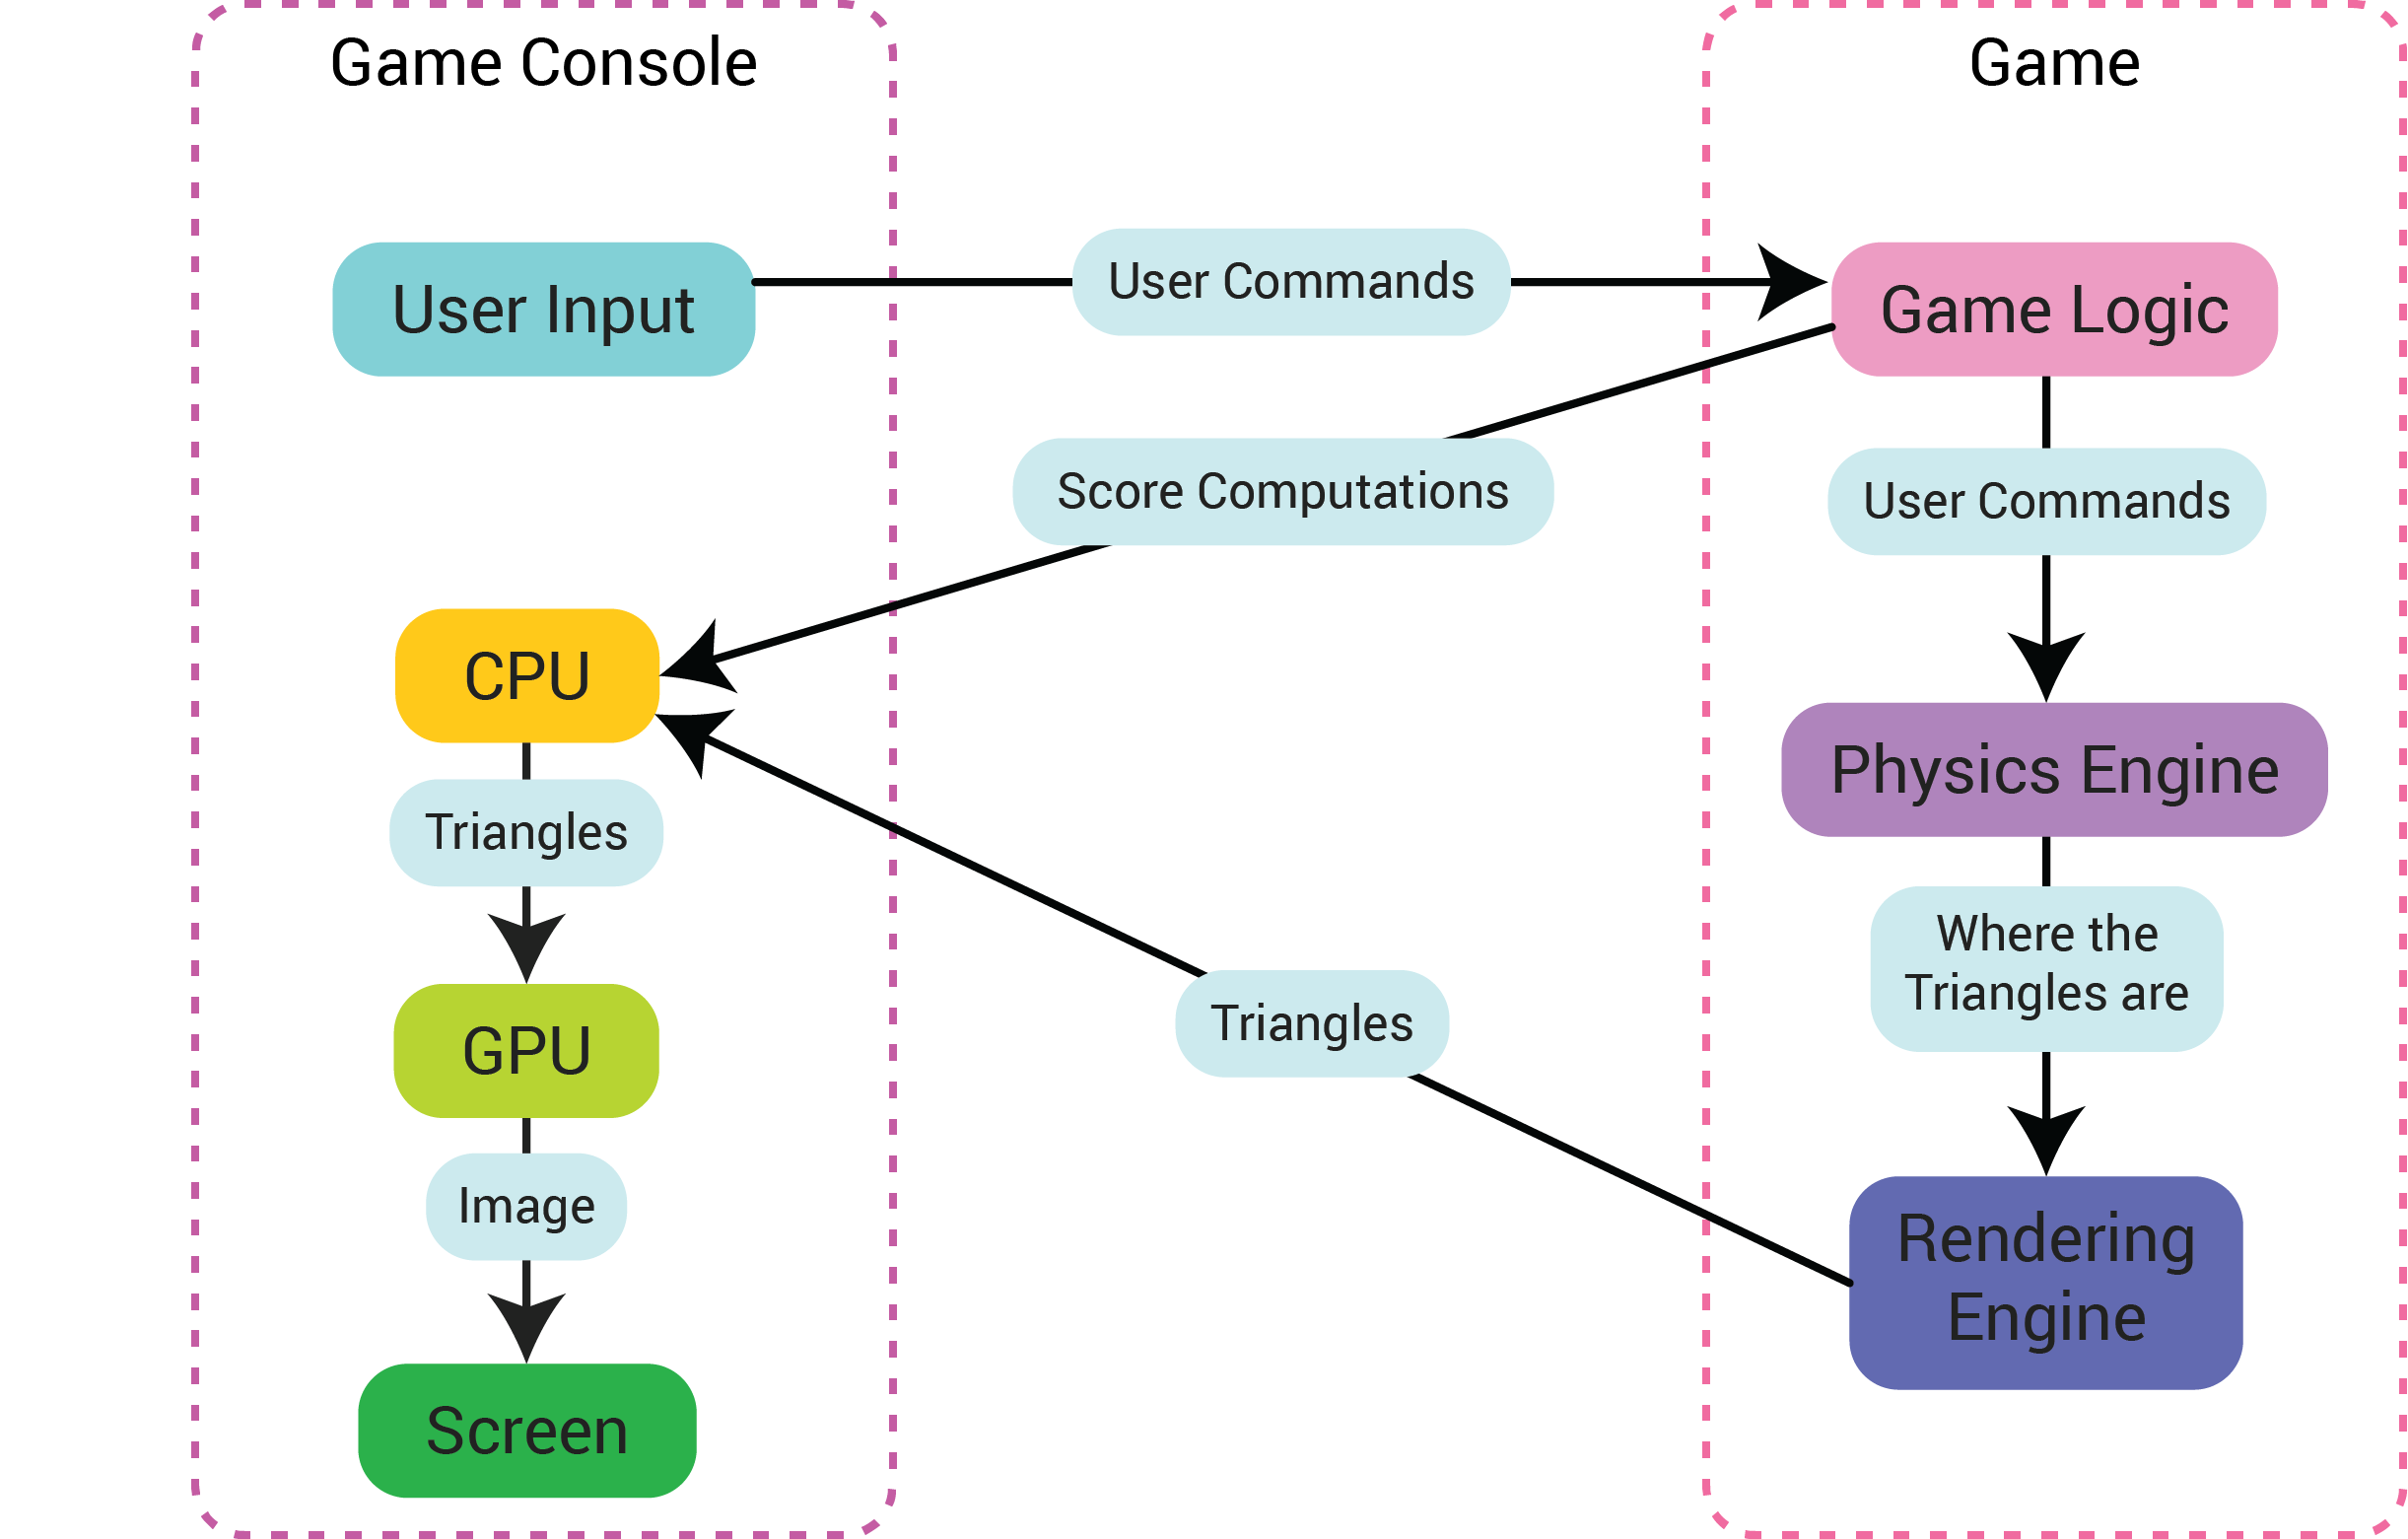 Game Console
Game
User Input
User Commands
Game Logic
Score Computations
User Commands
CPU
Physics Engine
Triangles
Where the
Triangles are
Triangles
GPU
Image
Rendering
Engine
Screen